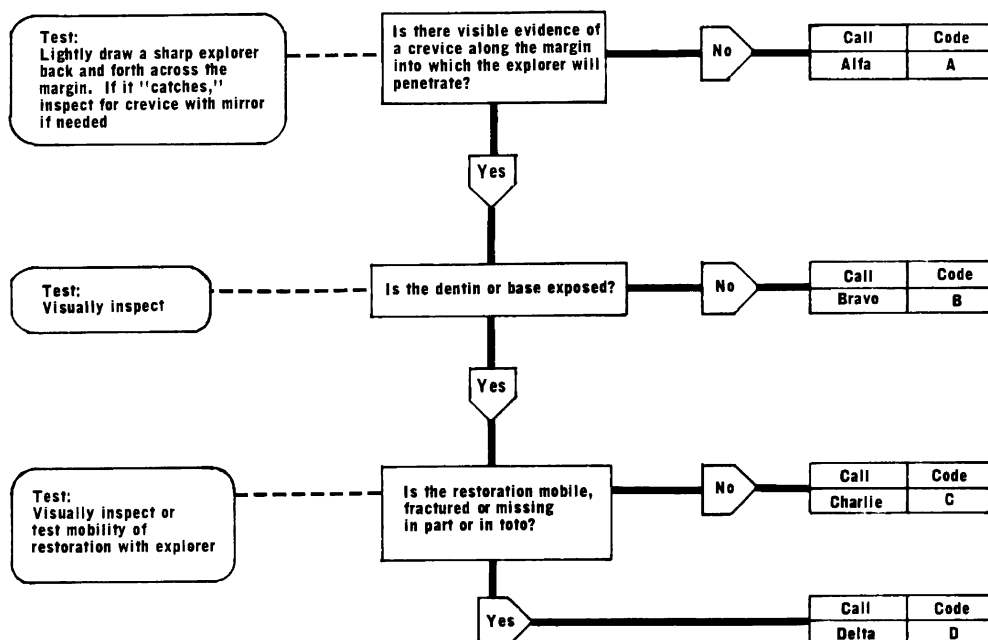 Test:
Lightly draw a sharp explorer
back and forth across the
margin. If it "catches,"
inspect for crevice with mirror
if needed
Is there visible evidence of
a crevice along the margin
into which the explorer will
penetrate?
No
Call Code
Alfa A
Yes
Test:
Visually inspect
Is the dentin or base exposed?
No
Call Code
Bravo B
Yes
Test:
Visually inspect or
test mobility of
restoration with explorer
Is the restoration mobile,
fractured or missing
in part or in toto?
No
Call Code
Charlie C
Yes
Call Code
Delta D